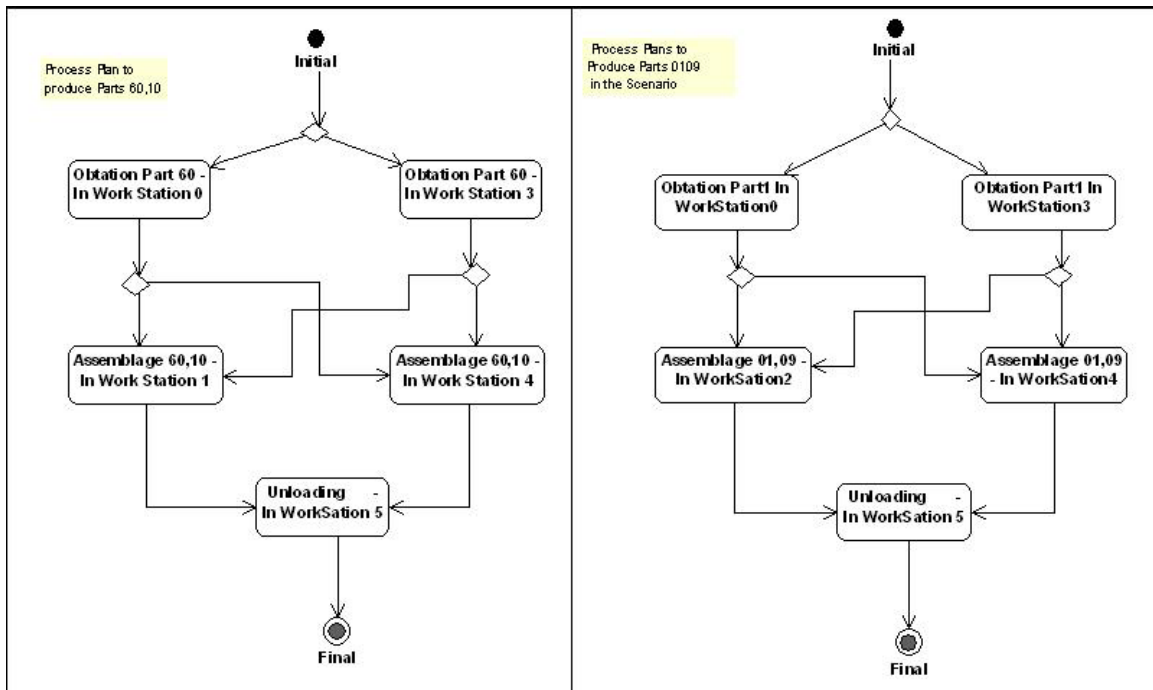 Process Plan to
produce Parts 60,10
Initial
Obtation Part 60 -
In Work Station 0
Obtation Part 60 -
In Work Station 3
Assemblage 60,10 -
In Work Station 1
Assemblage 60,10 -
In Work Station 4
Unloading -
In WorkSation 5
Final
Process Plans to
Produce Parts 0109
in the Scenario
Initial
Obtation Part1 In
WorkStation0
Obtation Part1 In
WorkStation3
Assemblage 01,09 -
In WorkSation2
Assemblage 01,09
- In WorkSation4
Unloading -
In WorkSation 5
Final